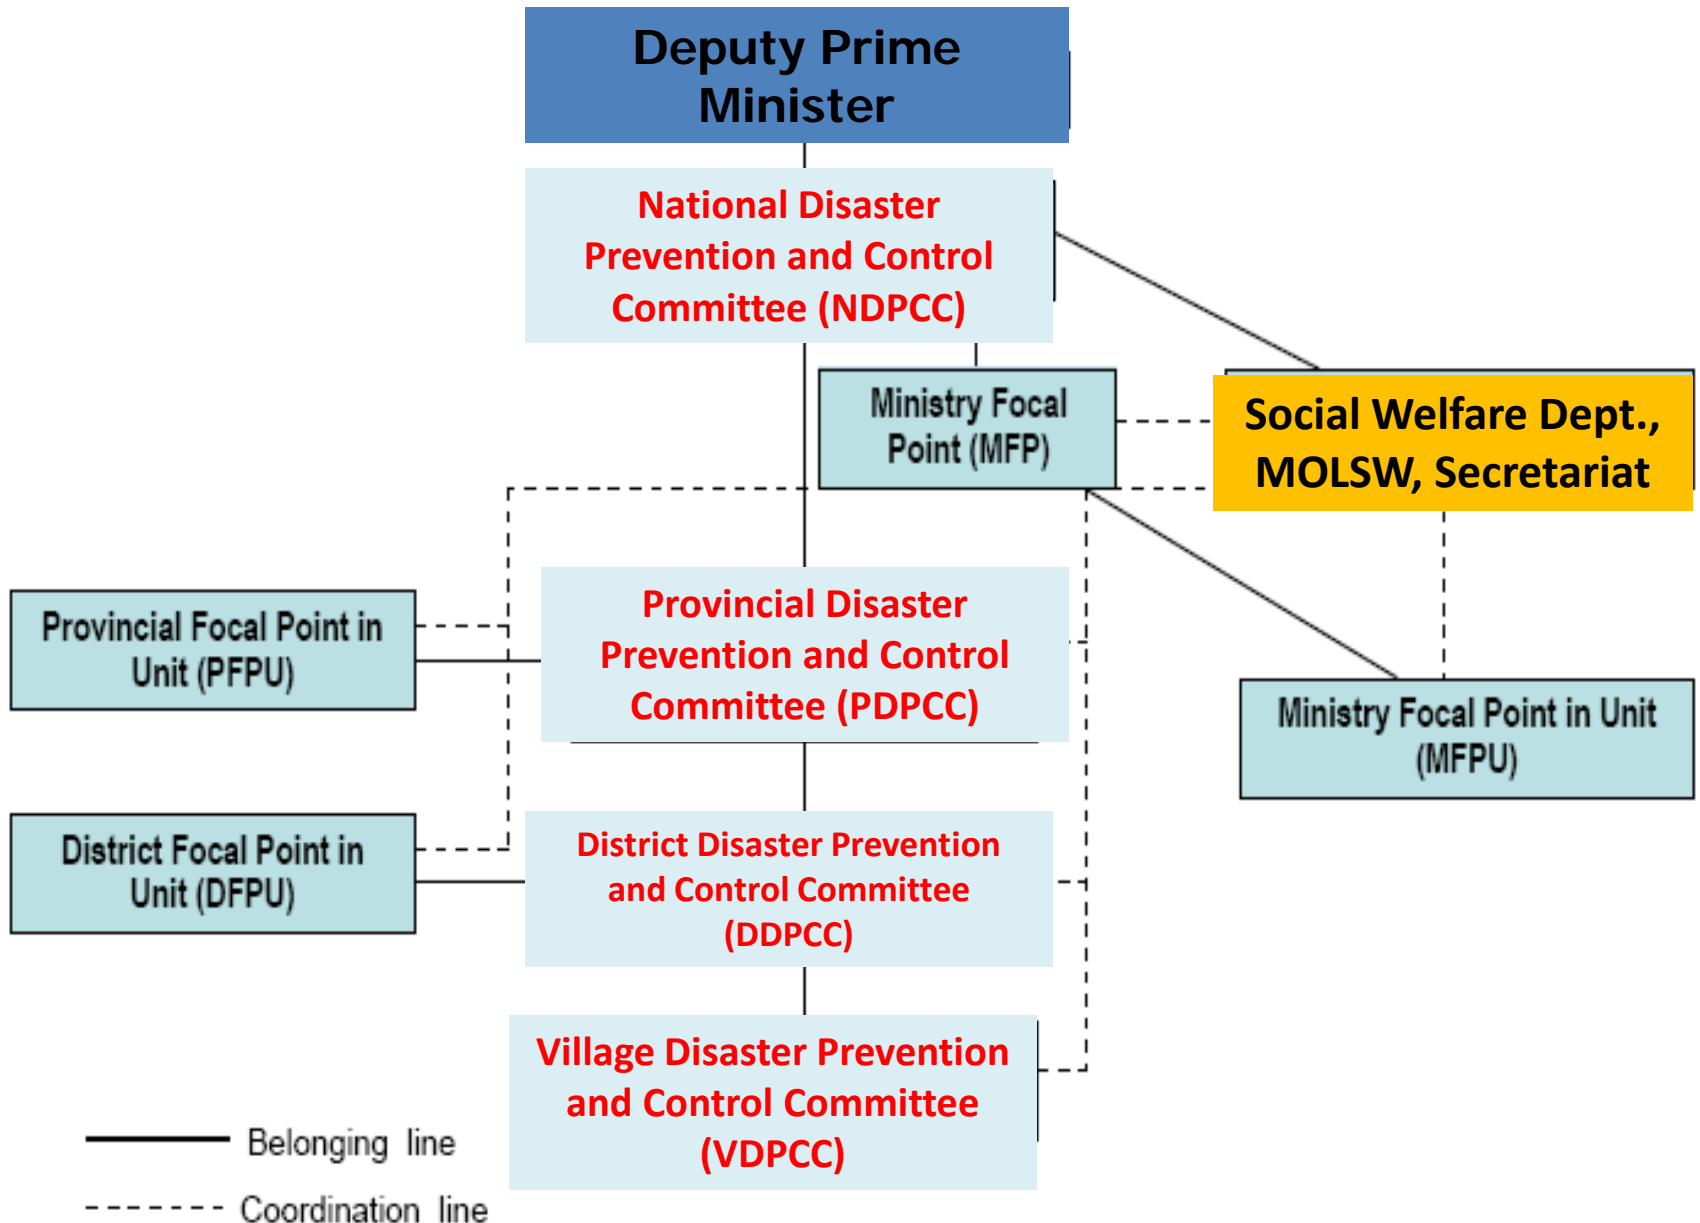 Deputy Prime
Minister
National Disaster
Prevention and Control
Committee (NDPCC)
Ministry Focal
Point (MFP)
Social Welfare Dept.,
MOLSW, Secretariat
Provincial Focal Point in
Unit (PFPU)
Provincial Disaster
Prevention and Control
Committee (PDPCC)
Ministry Focal Point in Unit
(MFPU)
District Focal Point in
Unit (DFPU)
District Disaster Prevention
and Control Committee
(DDPCC)
Village Disaster Prevention
and Control Committee
(VDPCC)
Belonging line
Coordination line